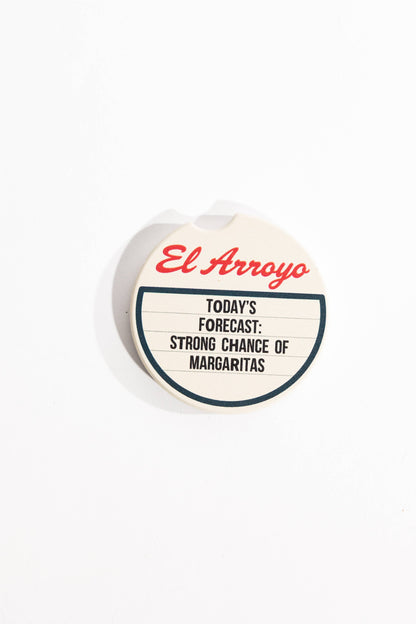 El Arroyo
TODAY'S
FORECAST:
STRONG CHANCE OF
MARGARITAS